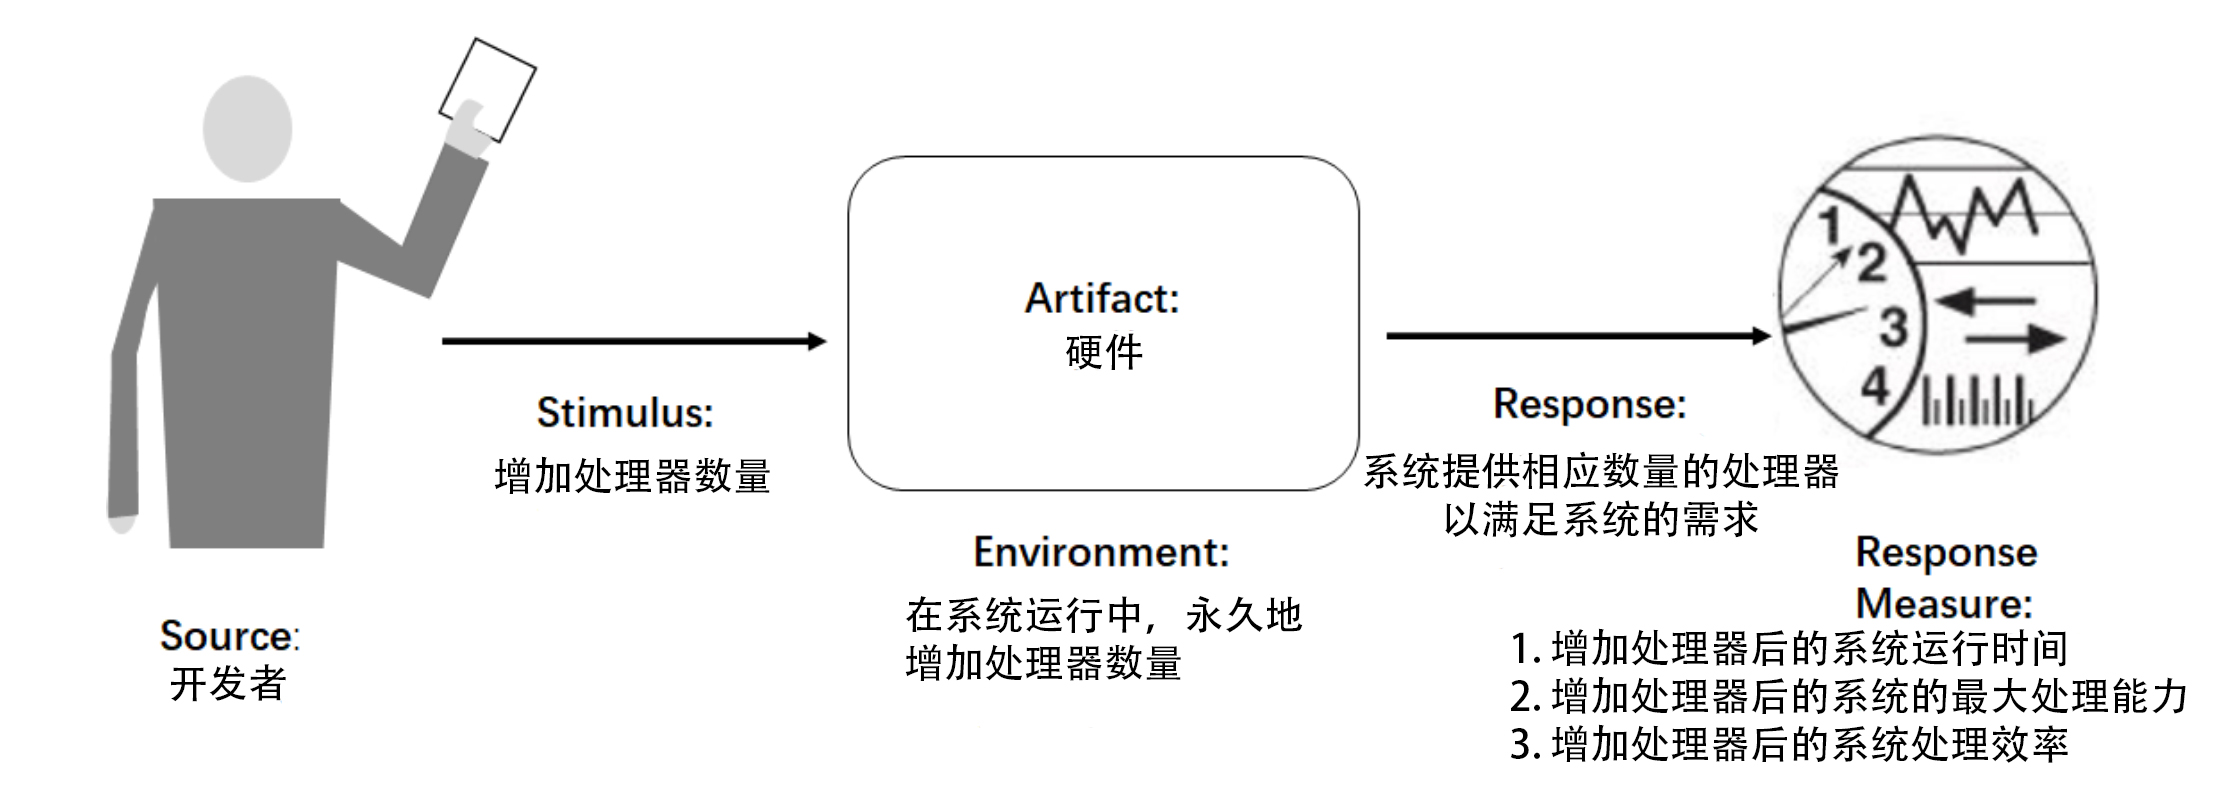 Source:
开发者
Stimulus:
增加处理器数量
Artifact:
硬件
Environment:
在系统运行中，永久地
增加处理器数量
Response:
系统提供相应数量的处理器
以满足系统的需求
1
2
3
4
Response
Measure:
1. 增加处理器后的系统运行时间
2. 增加处理器后的系统的最大处理能力
3. 增加处理器后的系统处理效率